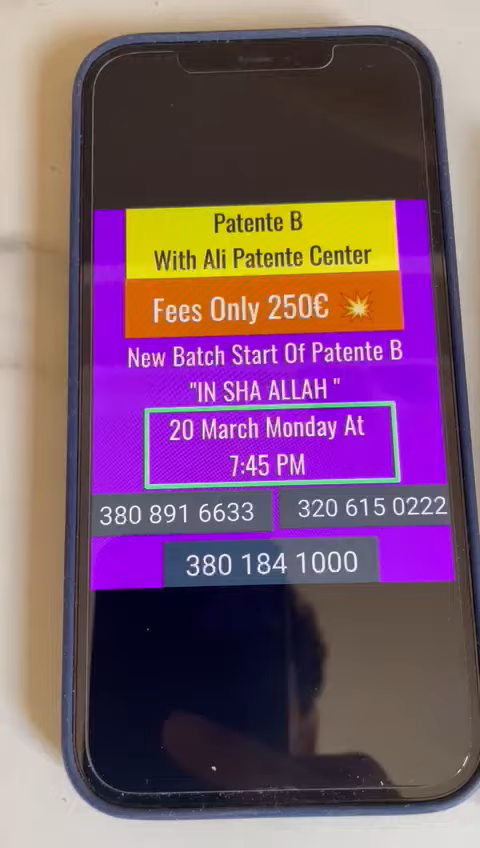 Patente B
With Ali Patente Center
Fees Only 250€ 💥
New Batch Start Of Patente B
"IN SHA ALLAH "
20 March Monday At
7:45 PM
380 891 6633
320 615 0222
380 184 1000